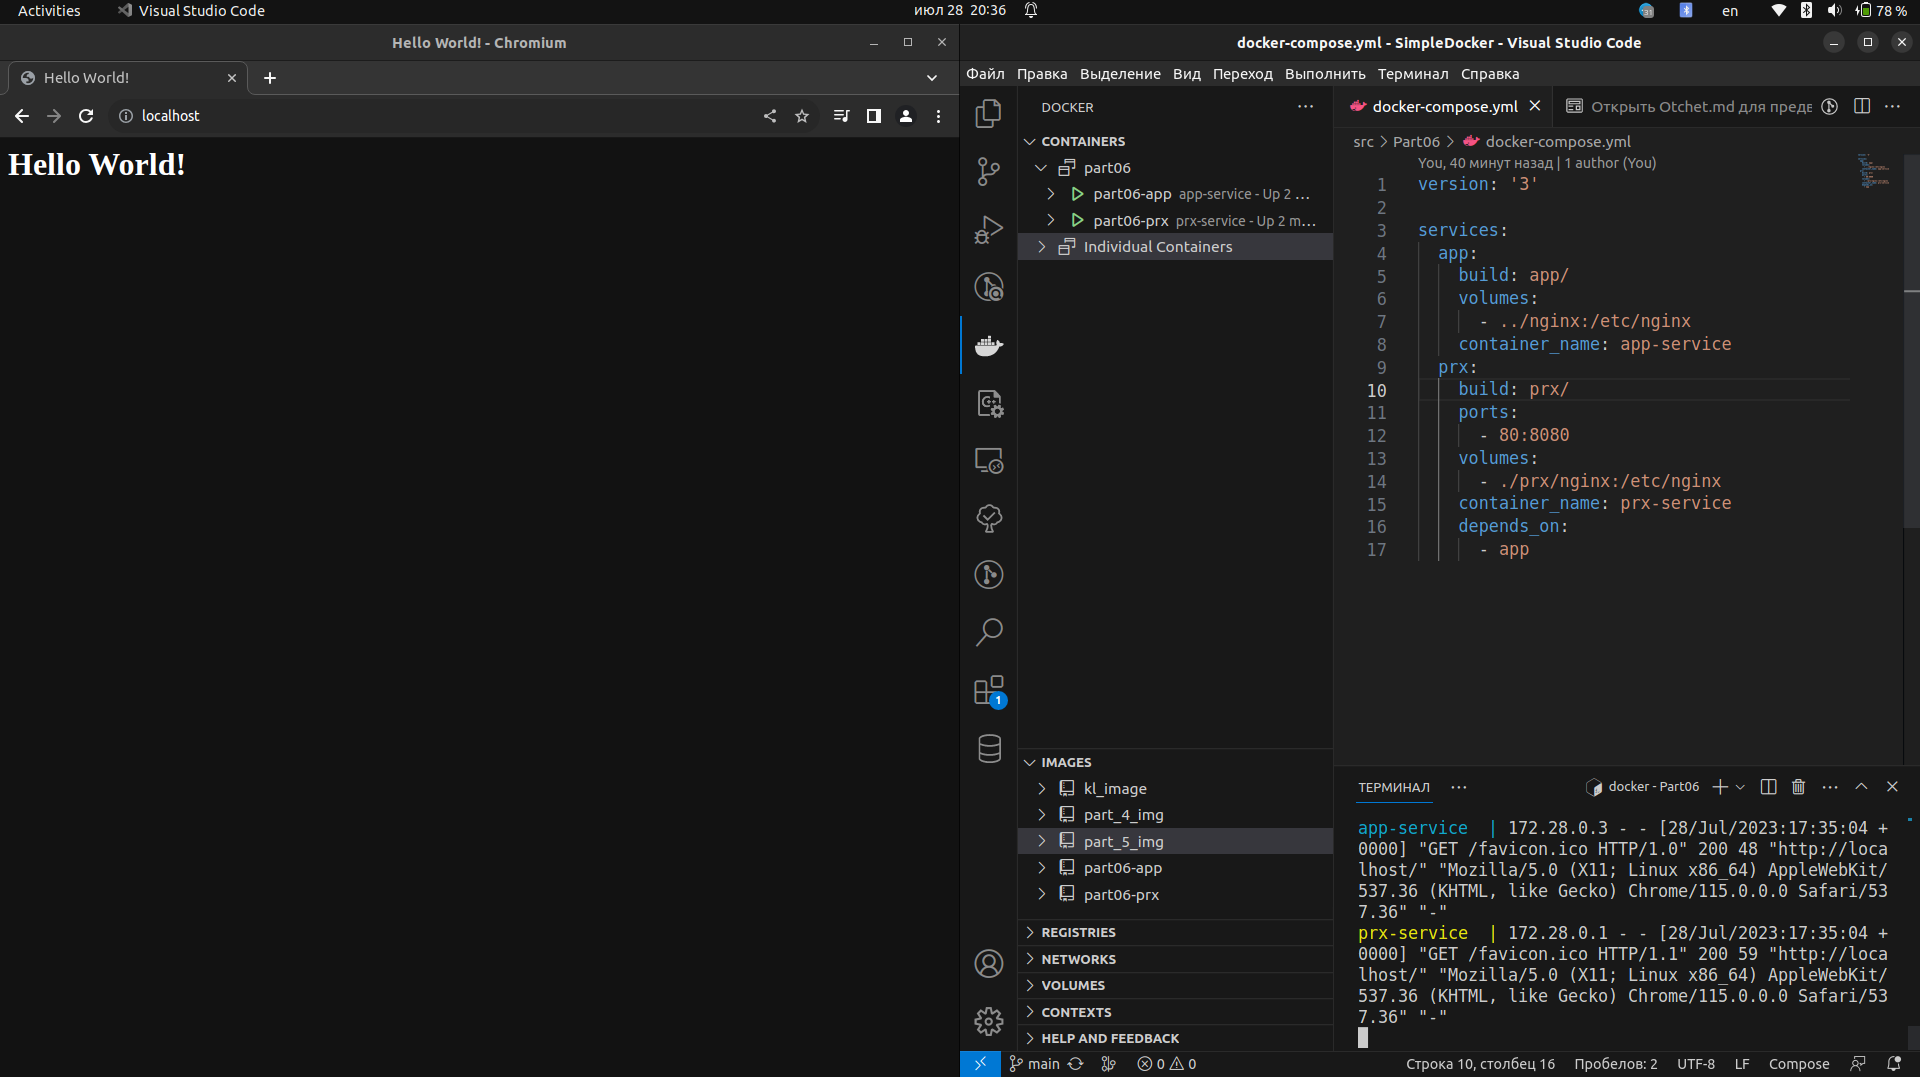 Activities
Visual Studio Code
июл 28 20:36
en
78 %
Hello World! - Chromium
Hello World!
localhost
Hello World!
docker-compose.yml - SimpleDocker - Visual Studio Code
Файл Правка Выделение Вид Переход Выполнить Терминал Справка
DOCKER
CONTAINERS
part06
part06-app app-service - Up 2 ...
part06-prx prx-service - Up 2 m...
Individual Containers
1
IMAGES
kl_image
part_4_img
part_5_img
part06-app
part06-prx
REGISTRIES
NETWORKS
VOLUMES
CONTEXTS
HELP AND FEEDBACK
docker-compose.yml
Открыть Otchet.md для предв
src > Part06 > docker-compose.yml
You, 40 минут назад | 1 author (You)
1 version: '3'
2
3 services:
4 app:
5 build: app/
6 volumes:
7 - ../nginx:/etc/nginx
8 container_name: app-service
9 prx:
10 build: prx/
11 ports:
12 - 80:8080
13 volumes:
14 - ./prx/nginx:/etc/nginx
15 container_name: prx-service
16 depends_on:
17 - app
ТЕРМИНАЛ
docker - Part06
app-service | 172.28.0.3 - - [28/Jul/2023:17:35:04 +
0000] "GET /favicon.ico HTTP/1.0" 200 48 "http://loca
lhost/" "Mozilla/5.0 (X11; Linux x86_64) AppleWebKit/
537.36 (KHTML, like Gecko) Chrome/115.0.0.0 Safari/53
7.36" "-"
prx-service | 172.28.0.1 - - [28/Jul/2023:17:35:04 +
0000] "GET /favicon.ico HTTP/1.1" 200 59 "http://loca
lhost/" "Mozilla/5.0 (X11; Linux x86_64) AppleWebKit/
537.36 (KHTML, like Gecko) Chrome/115.0.0.0 Safari/53
7.36" "-"
main
0 0
Строка 10, столбец 16
Пробелов: 2
UTF-8
LF
Compose